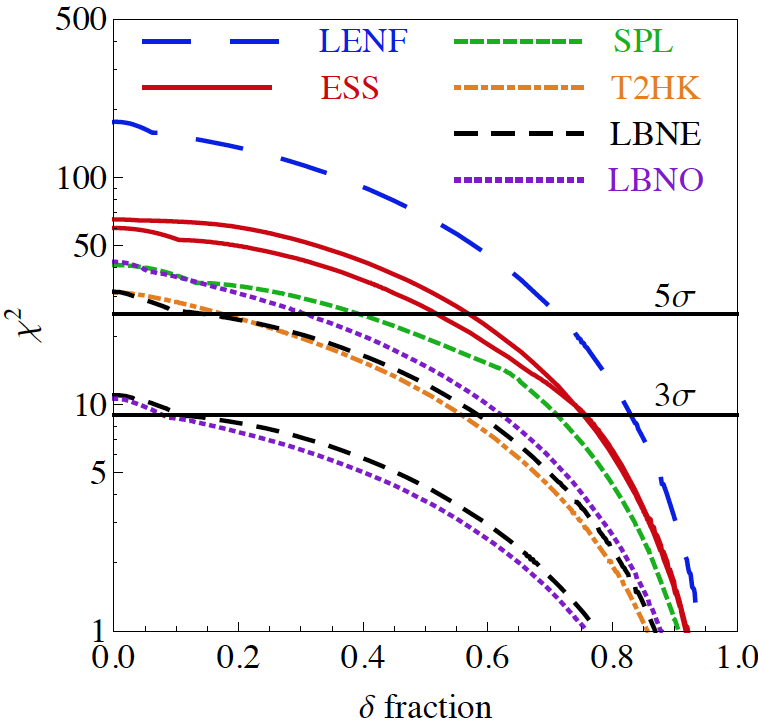 500
LENF
SPL
ESS
T2HK
LBNE
100
LBNO
50
5σ
χ²
10
3σ
5
1
0.0 0.2 0.4 0.6 0.8 1.0
δ fraction